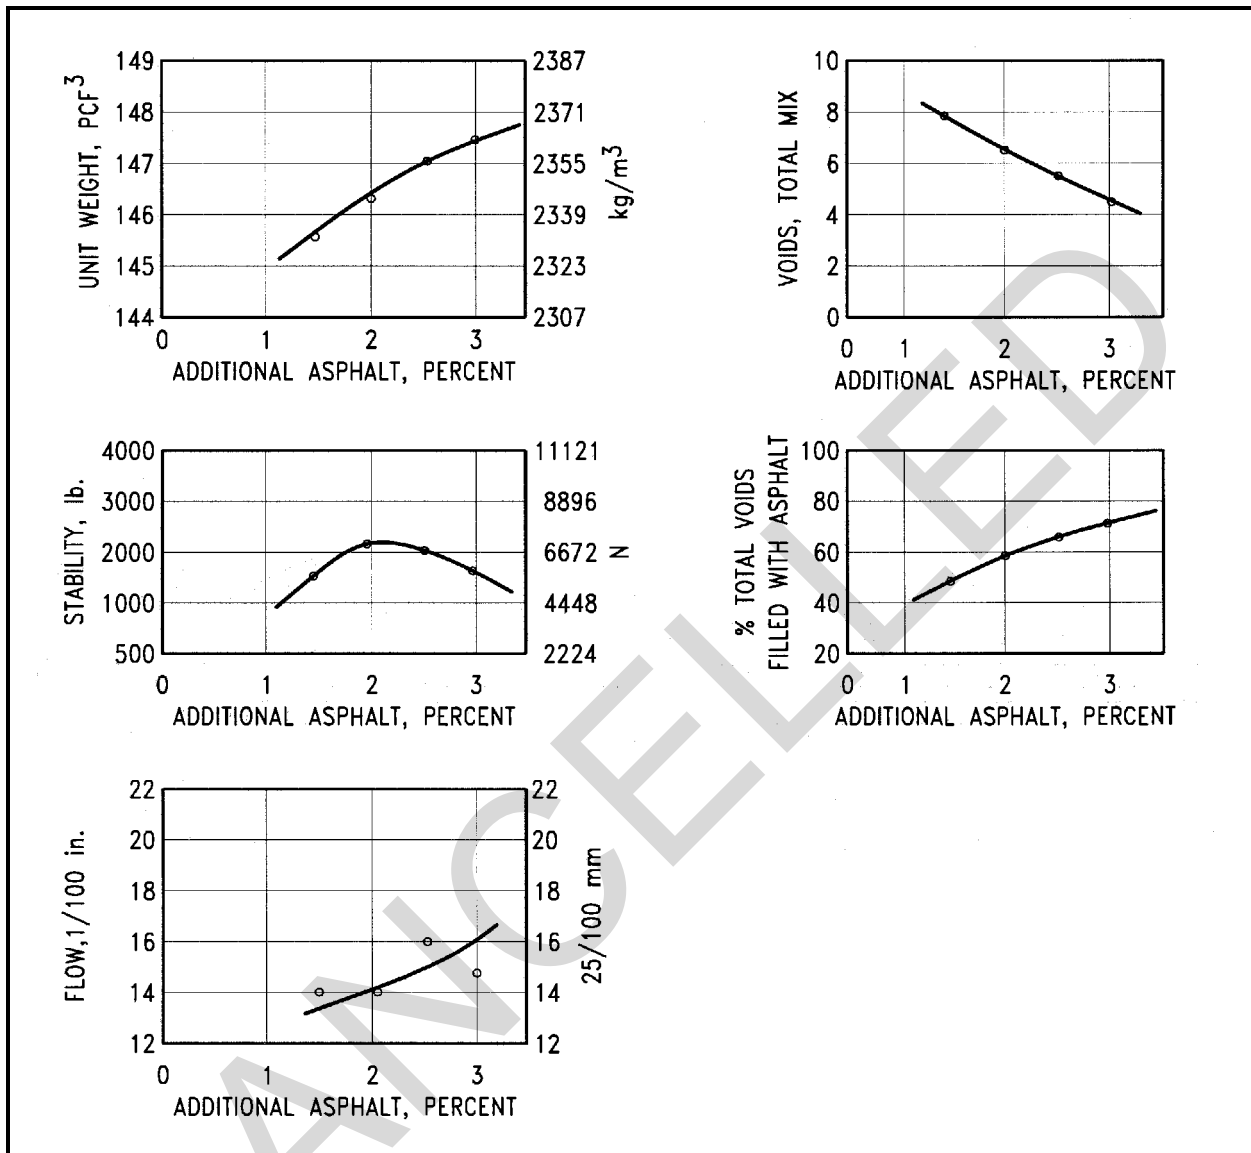 149
148
147
146
145
144
UNIT WEIGHT, PCF³
2387
2371
2355
2339
2323
2307
kg/m³
0 1 2 3
ADDITIONAL ASPHALT, PERCENT
10
8
6
4
2
0
VOIDS, TOTAL MIX
0 1 2 3
ADDITIONAL ASPHALT, PERCENT
4000
3000
2000
1000
500
STABILITY, lb.
11121
8896
6672
4448
2224
N
0 1 2 3
ADDITIONAL ASPHALT, PERCENT
100
80
60
40
20
% TOTAL VOIDS
FILLED WITH ASPHALT
0 1 2 3
ADDITIONAL ASPHALT, PERCENT
22
20
18
16
14
12
FLOW,1/100 in.
22
20
18
16
14
12
25/100 mm
0 1 2 3
ADDITIONAL ASPHALT, PERCENT
ANCELLED